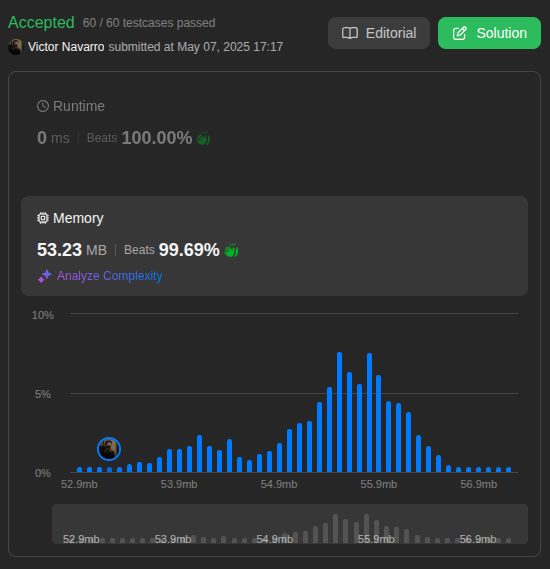 Accepted 60 / 60 testcases passed
Victor Navarro submitted at May 07, 2025 17:17
Editorial
Solution
Runtime
0 ms | Beats 100.00%
Memory
53.23 MB | Beats 99.69%
Analyze Complexity
10%
5%
0%
52.9mb 53.9mb 54.9mb 55.9mb 56.9mb
52.9mb 53.9mb 54.9mb 55.9mb 56.9mb